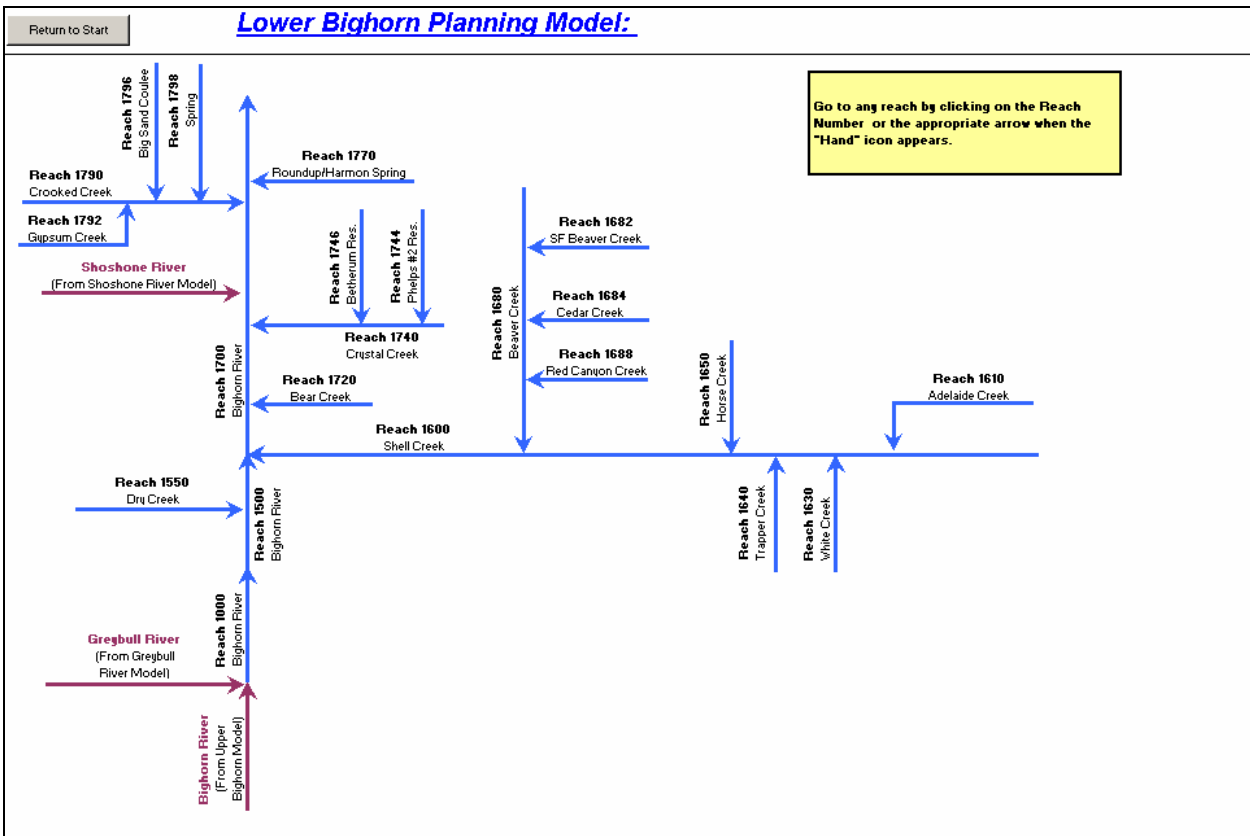 Return to Start
Lower Bighorn Planning Model:
Go to any reach by clicking on the Reach
Number or the appropriate arrow when the
"Hand" icon appears.
Reach 1796
Big Sand Coulee
Reach 1798
Spring
Reach 1790
Crooked Creek
Reach 1792
Gypsum Creek
Reach 1770
Roundup/Harmon Spring
Shoshone River
(From Shoshone River Model)
Reach 1746
Betherum Res.
Reach 1744
Phelps #2 Res.
Reach 1740
Crystal Creek
Reach 1700
Bighorn River
Reach 1720
Bear Creek
Reach 1680
Beaver Creek
Reach 1682
SF Beaver Creek
Reach 1684
Cedar Creek
Reach 1688
Red Canyon Creek
Reach 1650
Horse Creek
Reach 1610
Adelaide Creek
Reach 1600
Shell Creek
Reach 1640
Trapper Creek
Reach 1630
White Creek
Reach 1550
Dry Creek
Reach 1500
Bighorn River
Reach 1000
Bighorn River
Greybull River
(From Greybull
River Model)
Bighorn River
(From Upper
Bighorn Model)